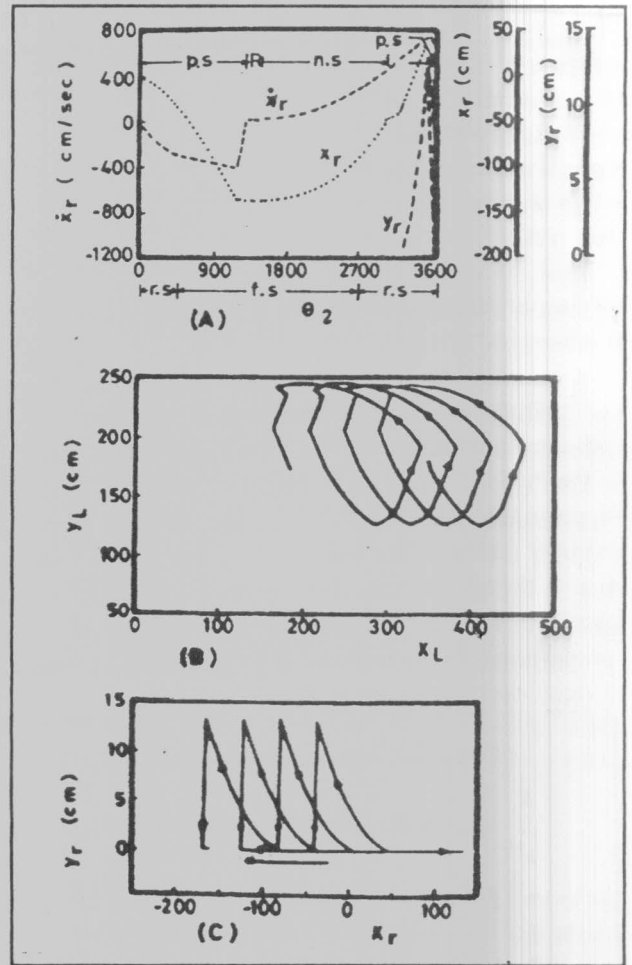 800
400
0
-400
-800
-1200
ẋr ( cm/sec )
p.s
R
n.s
p.s
ẋr
xr
yr
0
900
1800
2700
3600
r.s
t.s
r.s
(A)
θ2
50
0
-50
-100
-150
-200
xr (cm)
15
10
5
0
yr (cm)
250
200
150
100
50
yL (cm)
0
100
200
300
400
500
(B)
XL
15
10
5
0
yr (cm)
-200
-100
0
100
(C)
Xr